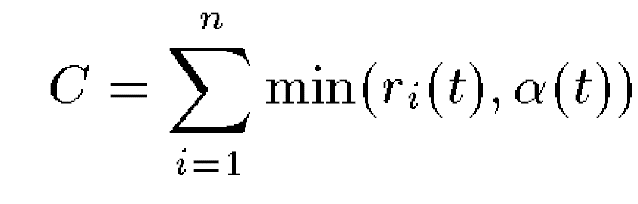 C = \sum_{i=1}^{n} \min(r_i(t), \alpha(t))